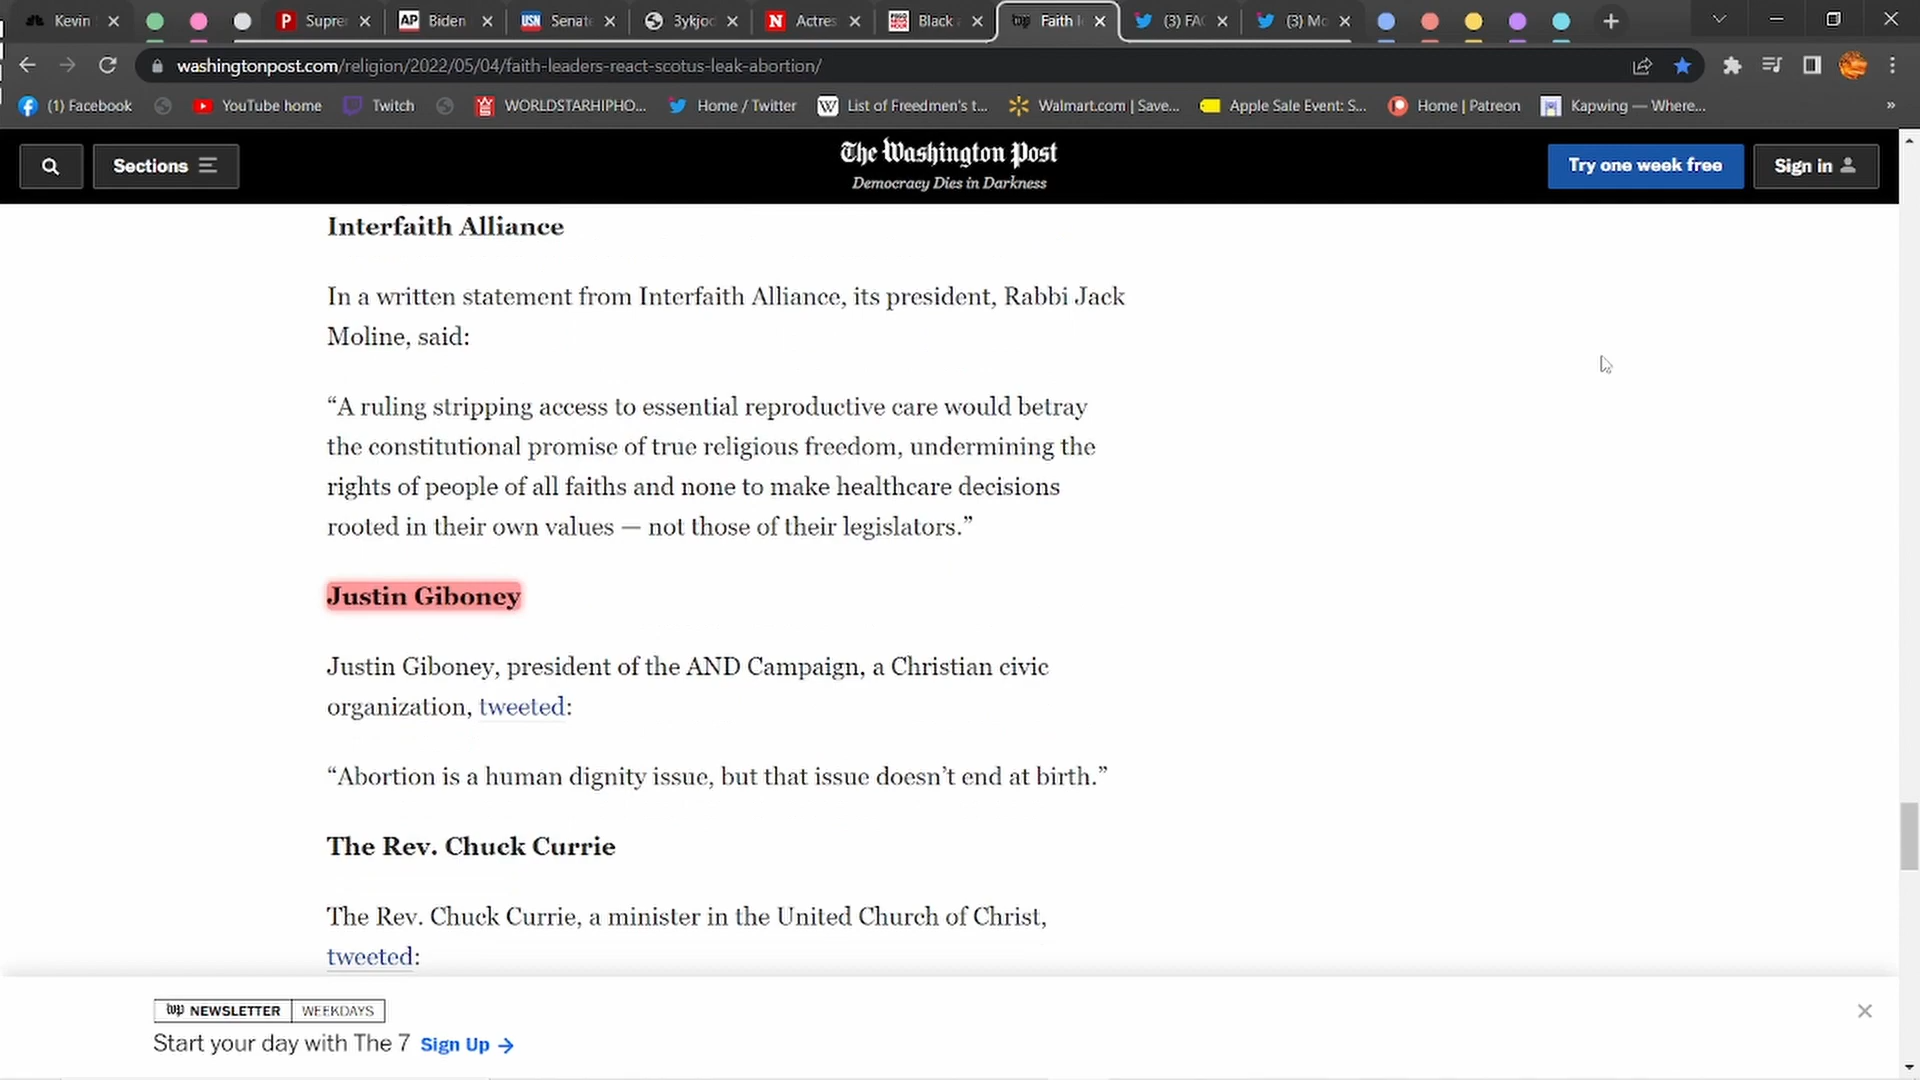 Kevin
Supre
Biden
Senat
3ykjoc
Actres
Black
Faith l
(3) FA
(3) Mo
washingtonpost.com/religion/2022/05/04/faith-leaders-react-scotus-leak-abortion/
(1) Facebook
YouTube home
Twitch
WORLDSTARHIPHO...
Home / Twitter
List of Freedmen's t...
Walmart.com | Save...
Apple Sale Event: S...
Home | Patreon
Kapwing — Where...
»
Sections
The Washington Post
Democracy Dies in Darkness
Try one week free
Sign in
Interfaith Alliance
In a written statement from Interfaith Alliance, its president, Rabbi Jack
Moline, said:
“A ruling stripping access to essential reproductive care would betray
the constitutional promise of true religious freedom, undermining the
rights of people of all faiths and none to make healthcare decisions
rooted in their own values — not those of their legislators.”
Justin Giboney
Justin Giboney, president of the AND Campaign, a Christian civic
organization, tweeted:
“Abortion is a human dignity issue, but that issue doesn’t end at birth.”
The Rev. Chuck Currie
The Rev. Chuck Currie, a minister in the United Church of Christ,
tweeted:
wp NEWSLETTER WEEKDAYS
Start your day with The 7 Sign Up →